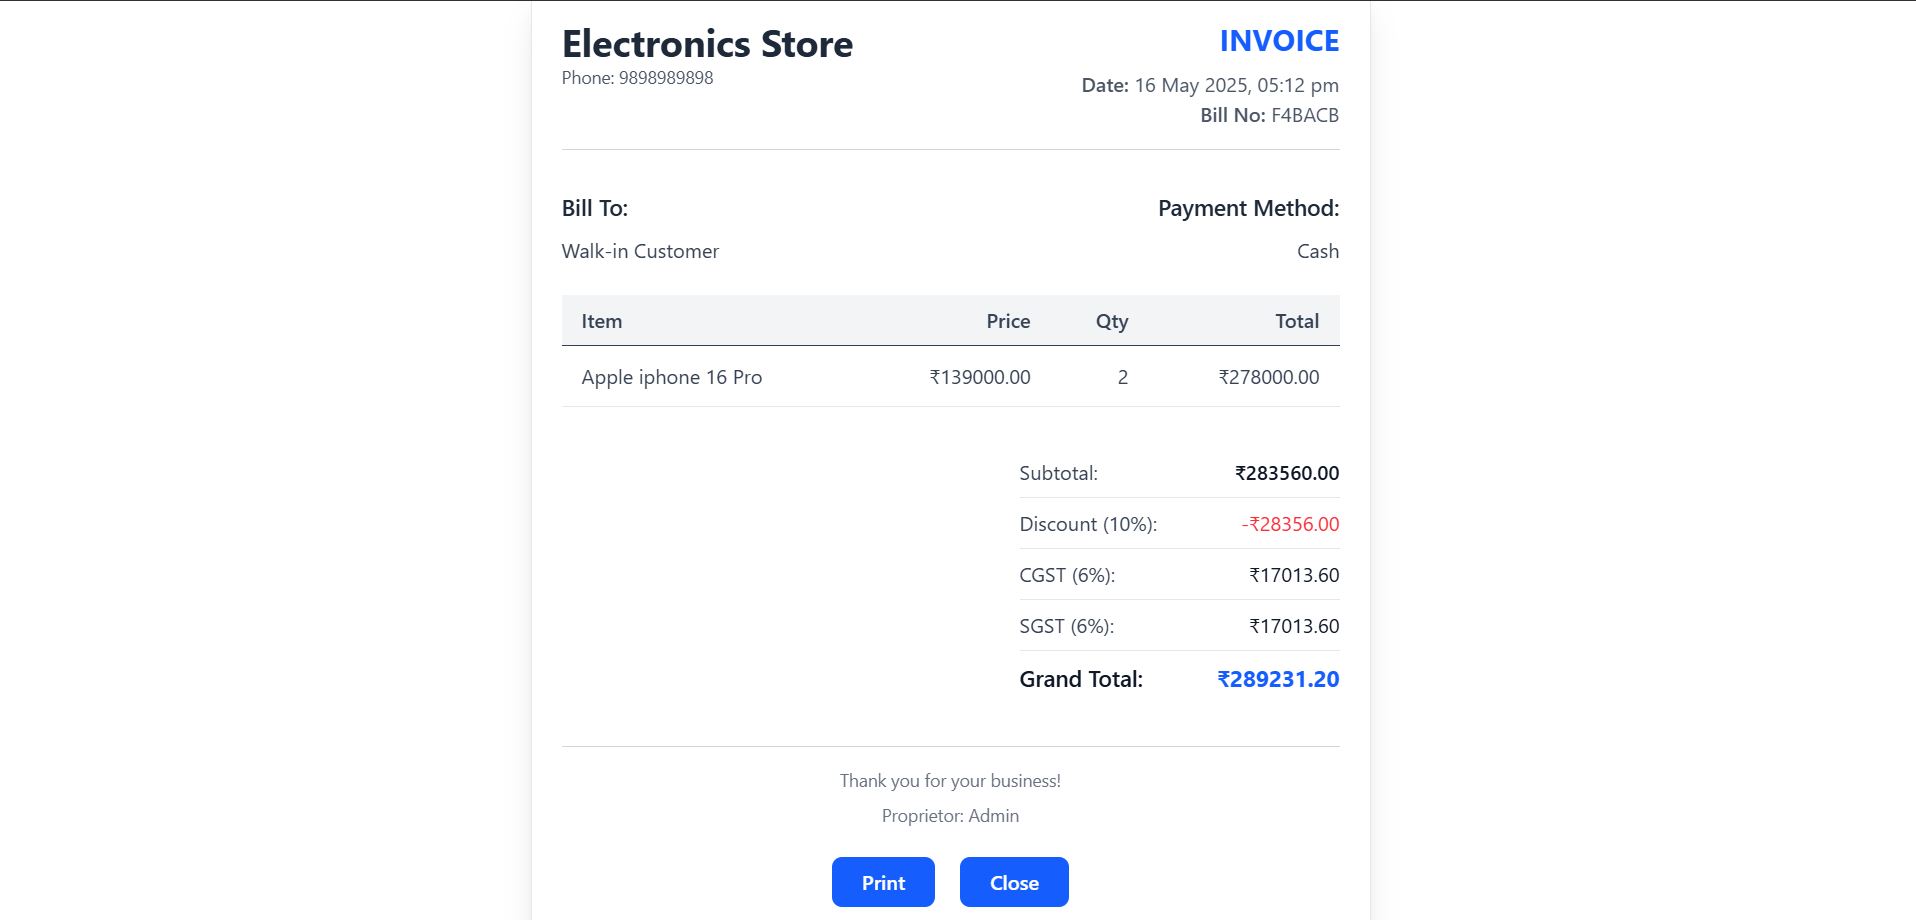 Electronics Store
Phone: 9898989898
INVOICE
Date: 16 May 2025, 05:12 pm
Bill No: F4BACB
Bill To:
Walk-in Customer
Payment Method:
Cash
Item Price Qty Total
Apple iphone 16 Pro ₹139000.00 2 ₹278000.00
Subtotal: ₹283560.00
Discount (10%): -₹28356.00
CGST (6%): ₹17013.60
SGST (6%): ₹17013.60
Grand Total: ₹289231.20
Thank you for your business!
Proprietor: Admin
Print Close